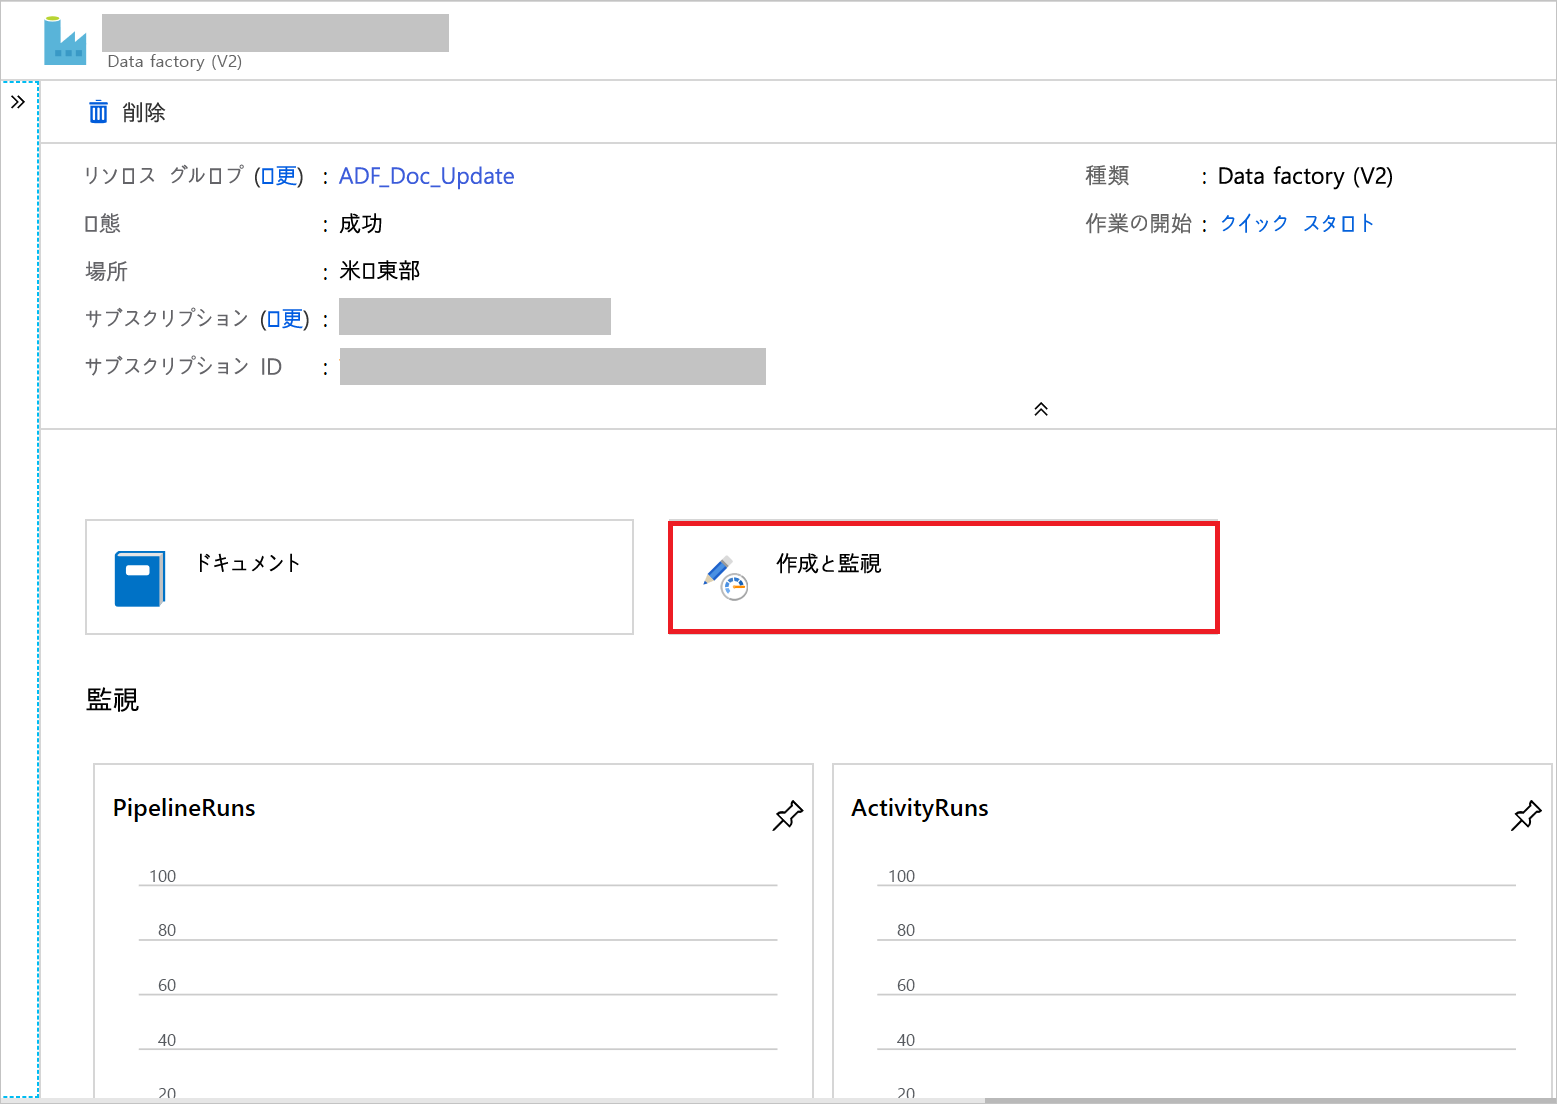 Data factory (V2)
削除
リソロス グルロプ (口更) : ADF_Doc_Update
口態 : 成功
場所 : 米口東部
サブスクリプション (口更) :
サブスクリプション ID :
種類 : Data factory (V2)
作業の開始 : クイック スタロト
ドキュメント
作成と監視
監視
PipelineRuns
100
80
60
40
20
ActivityRuns
100
80
60
40
20